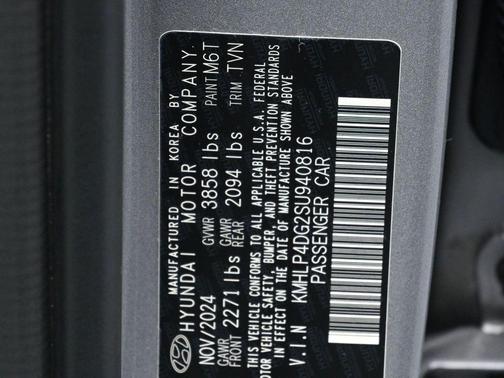 MANUFACTURED IN KOREA BY
HYUNDAI MOTOR COMPANY.
NOV/2024 GVWR 3858 lbs PAINT M6T
GAWR FRONT 2271 lbs GAWR REAR 2094 lbs TRIM TVN
THIS VEHICLE CONFORMS TO ALL APPLICABLE U.S.A. FEDERAL
MOTOR VEHICLE SAFETY, BUMPER, AND THEFT PREVENTION STANDARDS
IN EFFECT ON THE DATE OF MANUFACTURE SHOWN ABOVE
V.I.N KMHLP4DG2SU940816
PASSENGER CAR